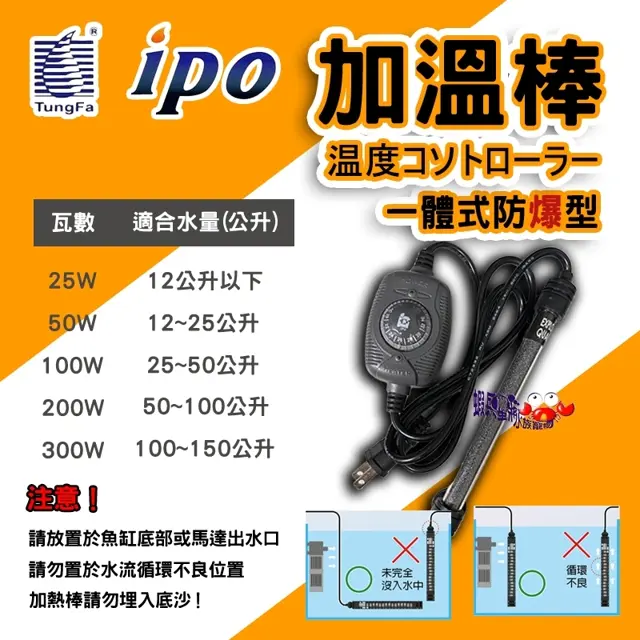 TungFa
®
ipo
加溫棒
温度コソトローラー
一體式防爆型
瓦數 適合水量(公升)
25W 12公升以下
50W 12~25公升
100W 25~50公升
200W 50~100公升
300W 100~150公升
注意！
請放置於魚缸底部或馬達出水口
請勿置於水流循環不良位置
加熱棒請勿埋入底沙！
未完全
沒入水中
循環
不良